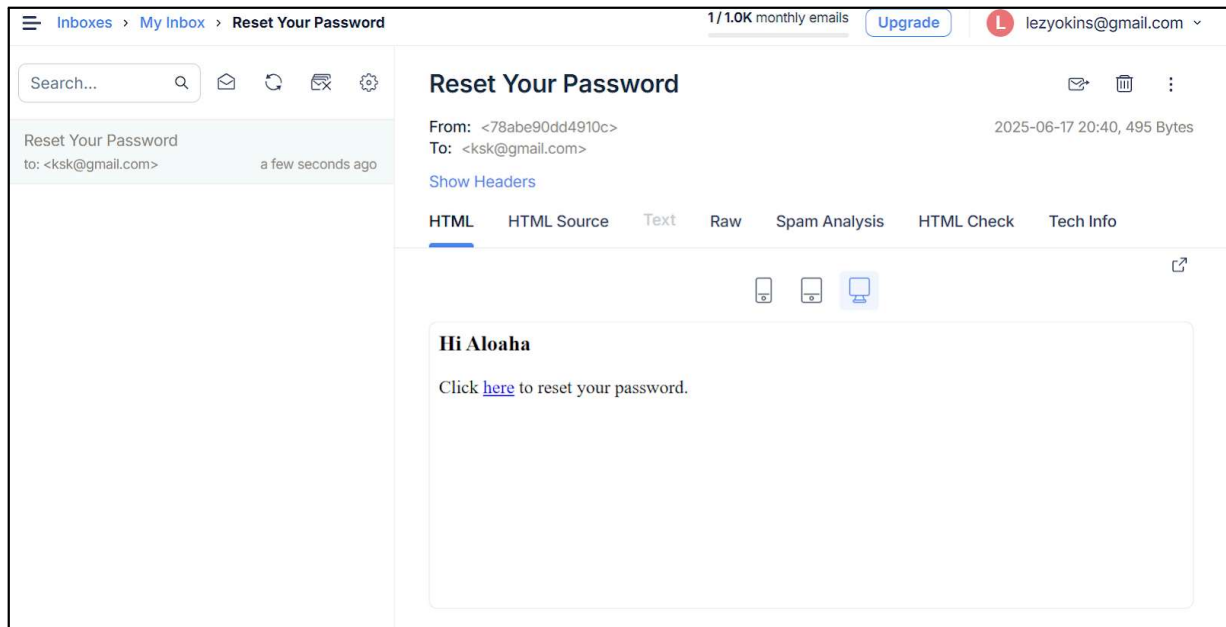 Inboxes > My Inbox > Reset Your Password
1 / 1.0K monthly emails
Upgrade
L
lezyokins@gmail.com
Search...
Reset Your Password
to: <ksk@gmail.com>
a few seconds ago
Reset Your Password
From: <78abe90dd4910c>
2025-06-17 20:40, 495 Bytes
To: <ksk@gmail.com>
Show Headers
HTML HTML Source Text Raw Spam Analysis HTML Check Tech Info
Hi Aloaha
Click here to reset your password.